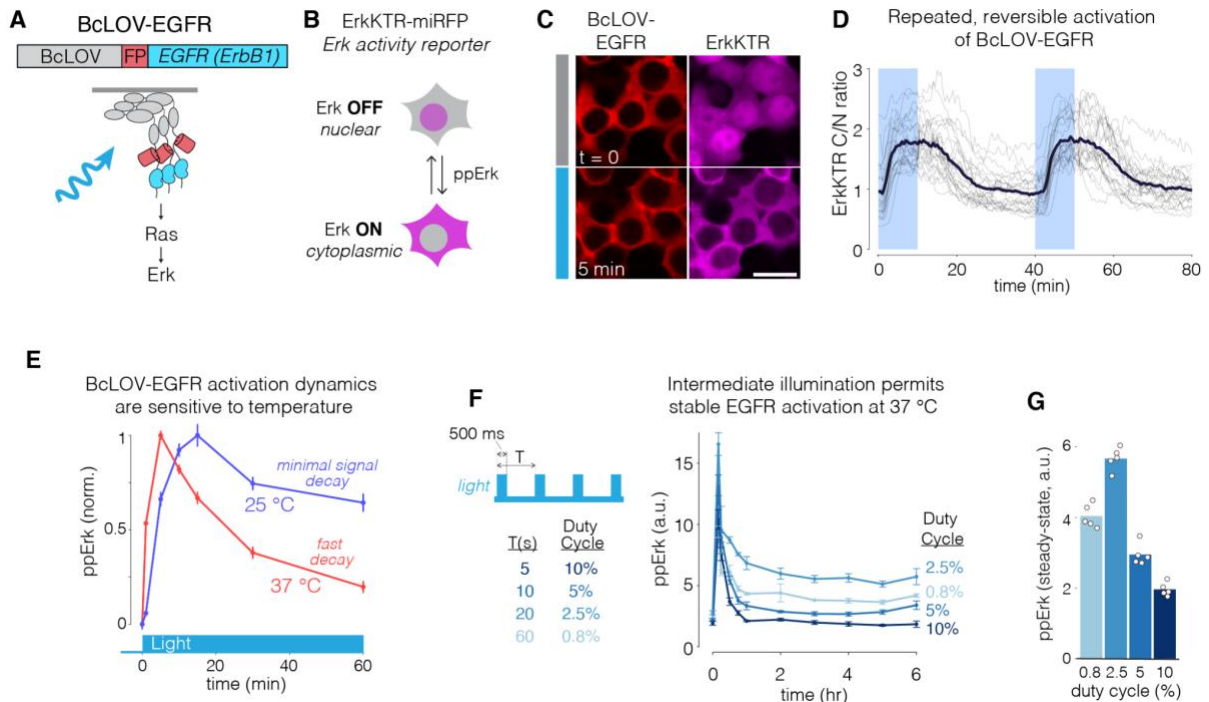 A
BcLOV-EGFR
BcLOV FP EGFR (ErbB1)
Ras
Erk
B
ErkKTR-miRFP
Erk activity reporter
Erk OFF
nuclear
ppErk
Erk ON
cytoplasmic
C
BcLOV-
EGFR
ErkKTR
t = 0
5 min
D
Repeated, reversible activation
of BcLOV-EGFR
ErkKTR C/N ratio
3
2
1
0
0 20 40 60 80
time (min)
E
BcLOV-EGFR activation dynamics
are sensitive to temperature
ppErk (norm.)
1
0.5
0
minimal signal
decay
25 °C
fast
decay
37 °C
Light
0 30 60
time (min)
F
500 ms
T
light
T(s) Duty Cycle
5 10%
10 5%
20 2.5%
60 0.8%
Intermediate illumination permits
stable EGFR activation at 37 °C
ppErk (a.u.)
15
10
5
0
Duty
Cycle
2.5%
0.8%
5%
10%
0 2 4 6
time (hr)
G
ppErk (steady-state, a.u.)
6
4
2
0
0.8 2.5 5 10
duty cycle (%)